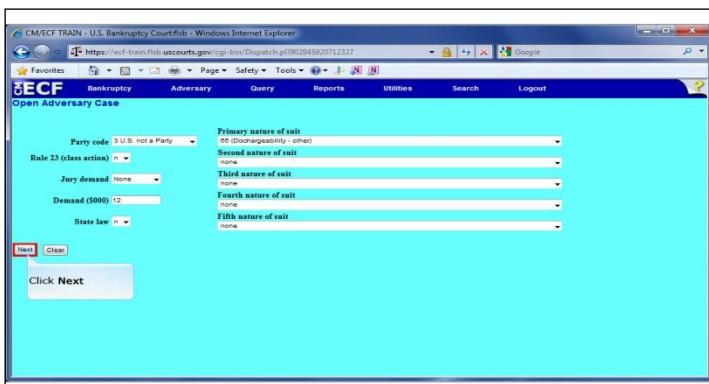 CM/ECF TRAIN - U.S. Bankruptcy Court:flsb - Windows Internet Explorer
https://ecf-train.flsb.uscourts.gov/cgi-bin/Dispatch.pl?902945920712327
Google
Favorites Page Safety Tools
ECF Bankruptcy Adversary Query Reports Utilities Search Logout ?
Open Adversary Case
Party code 3 U.S. not a Party
Rule 23 (class action) n
Jury demand None
Demand ($000) 12
State law n
Primary nature of suit
66 (Dischargeability - other)
Second nature of suit
none
Third nature of suit
none
Fourth nature of suit
none
Fifth nature of suit
none
Next Clear
Click Next